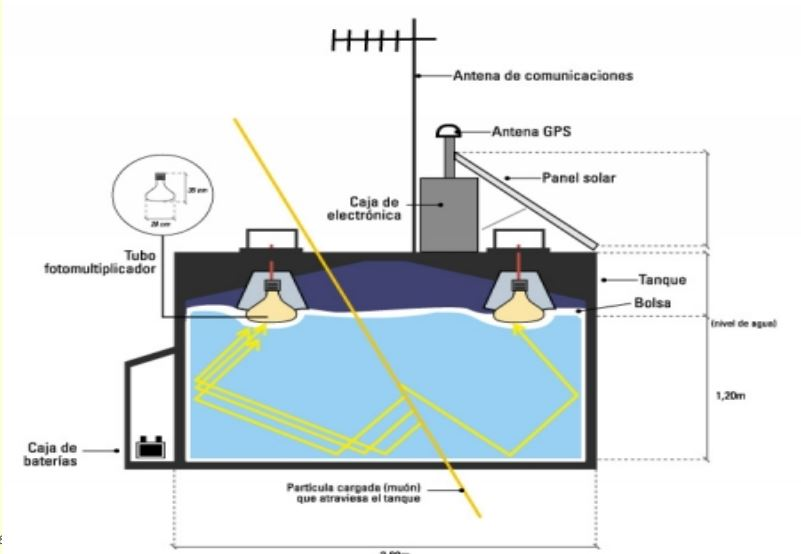 Antena de comunicaciones
Antena GPS
Panel solar
Caja de
electrónica
Tubo
fotomultiplicador
Tanque
Bolsa
(nivel de agua)
1,20m
Caja de
baterías
Partícula cargada (muón)
que atraviesa el tanque